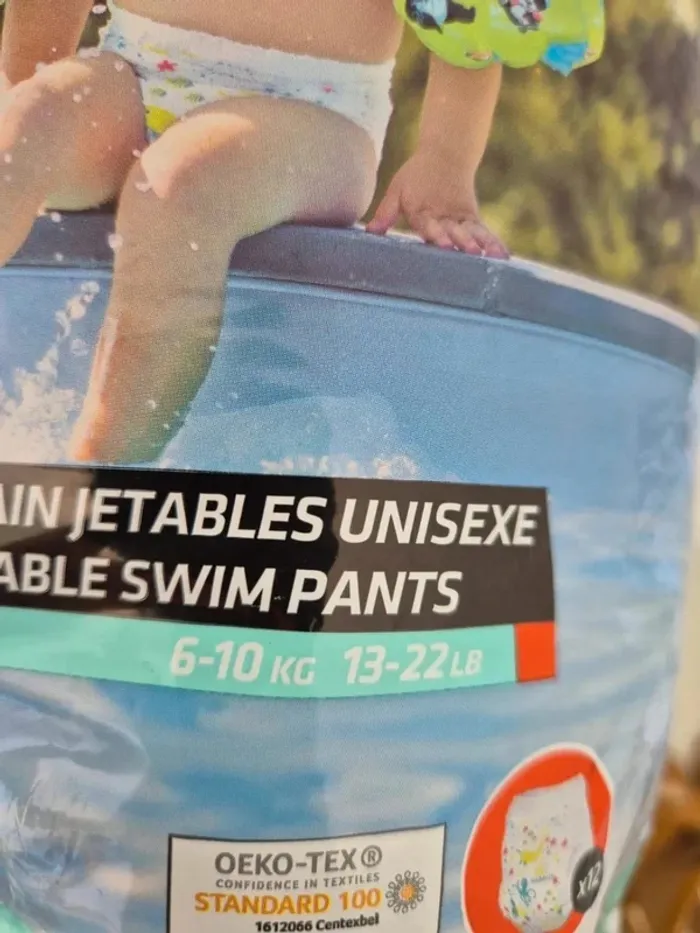 AIN JETABLES UNISEXE
ABLE SWIM PANTS
6-10 KG 13-22 LB
OEKO-TEX®
CONFIDENCE IN TEXTILES
STANDARD 100
1612066 Centexbel
x12